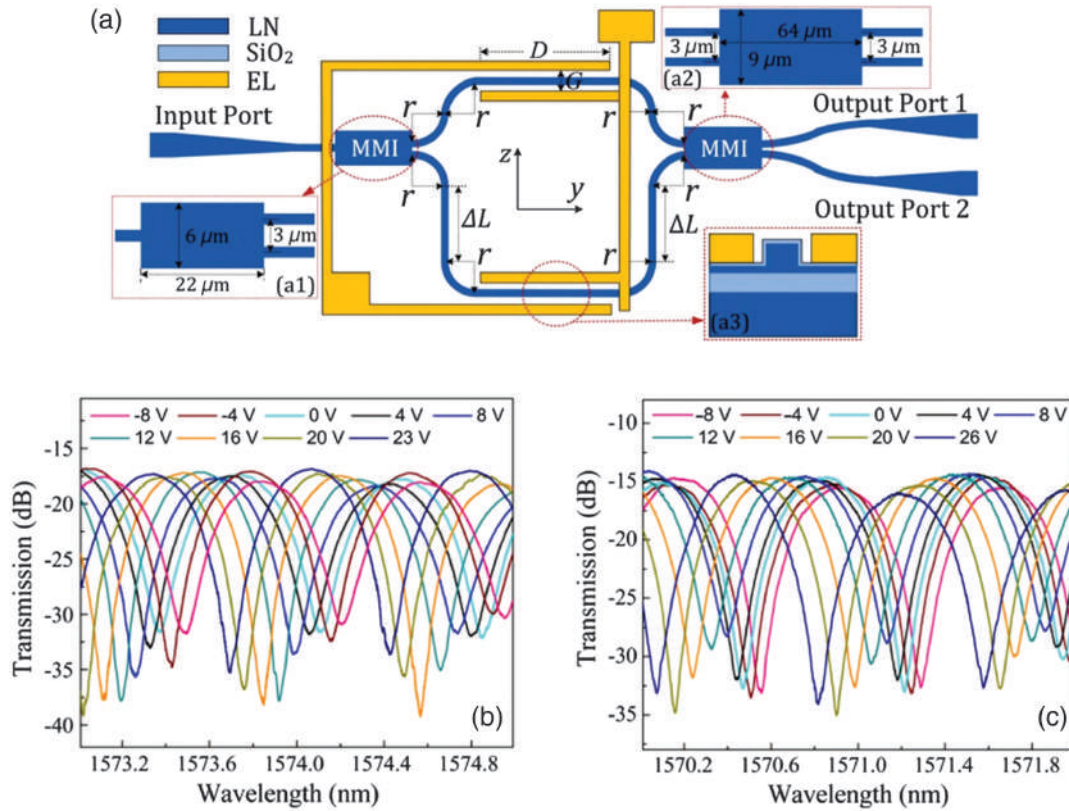 (a)
LN
SiO₂
EL
Input Port
MMI
r
r
r
r
ΔL
D
G
z
y
r
r
r
r
ΔL
MMI
Output Port 1
Output Port 2
6 μm
3 μm
22 μm
(a1)
3 μm
64 μm
9 μm
3 μm
(a2)
(a3)
-8 V -4 V 0 V 4 V 8 V
12 V 16 V 20 V 23 V
Transmission (dB)
-15
-20
-25
-30
-35
-40
(b)
1573.2 1573.6 1574.0 1574.4 1574.8
Wavelength (nm)
-8 V -4 V 0 V 4 V 8 V
12 V 16 V 20 V 26 V
Transmission (dB)
-10
-15
-20
-25
-30
-35
(c)
1570.2 1570.6 1571.0 1571.4 1571.8
Wavelength (nm)